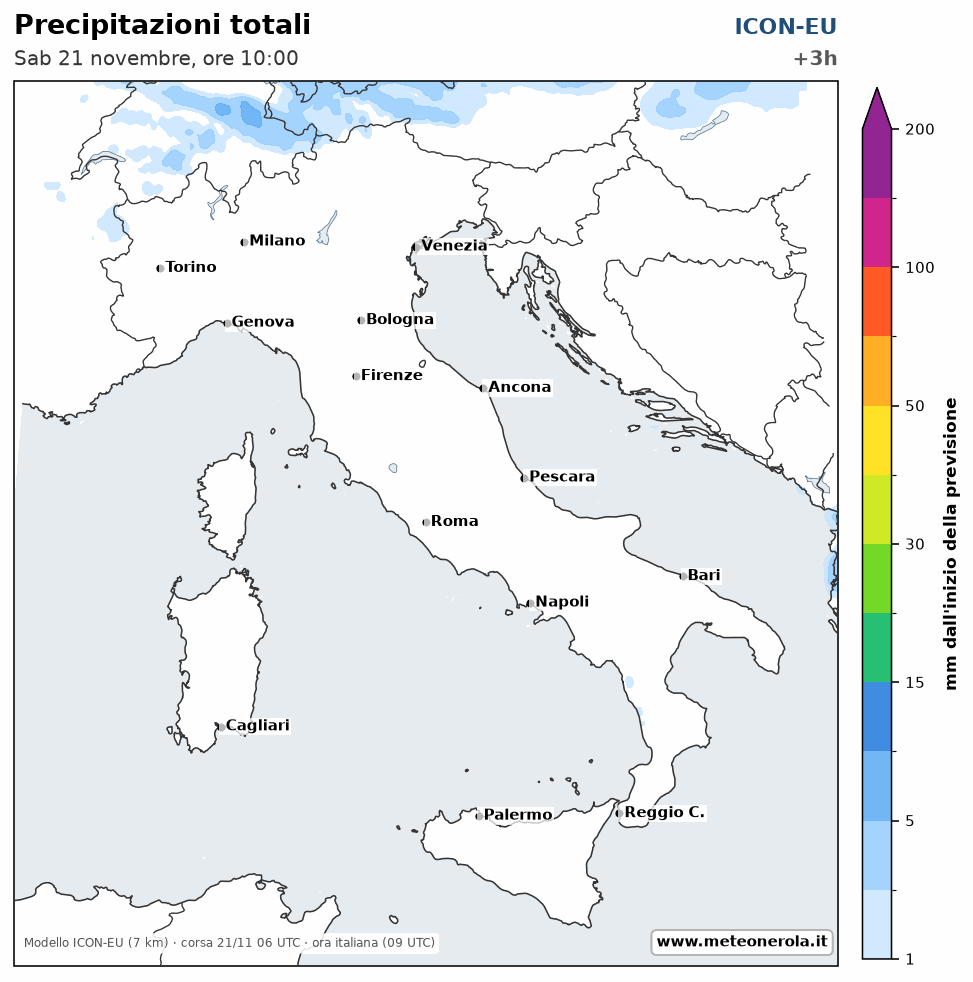 Precipitazioni totali
ICON-EU
Sab 21 novembre, ore 10:00
+3h
Milano
Venezia
Torino
Genova
Bologna
Firenze
Ancona
Pescara
Roma
Bari
Napoli
Cagliari
Palermo
Reggio C.
200
100
50
30
15
5
1
mm dall'inizio della previsione
Modello ICON-EU (7 km) · corsa 21/11 06 UTC · ora italiana (09 UTC)
www.meteonerola.it